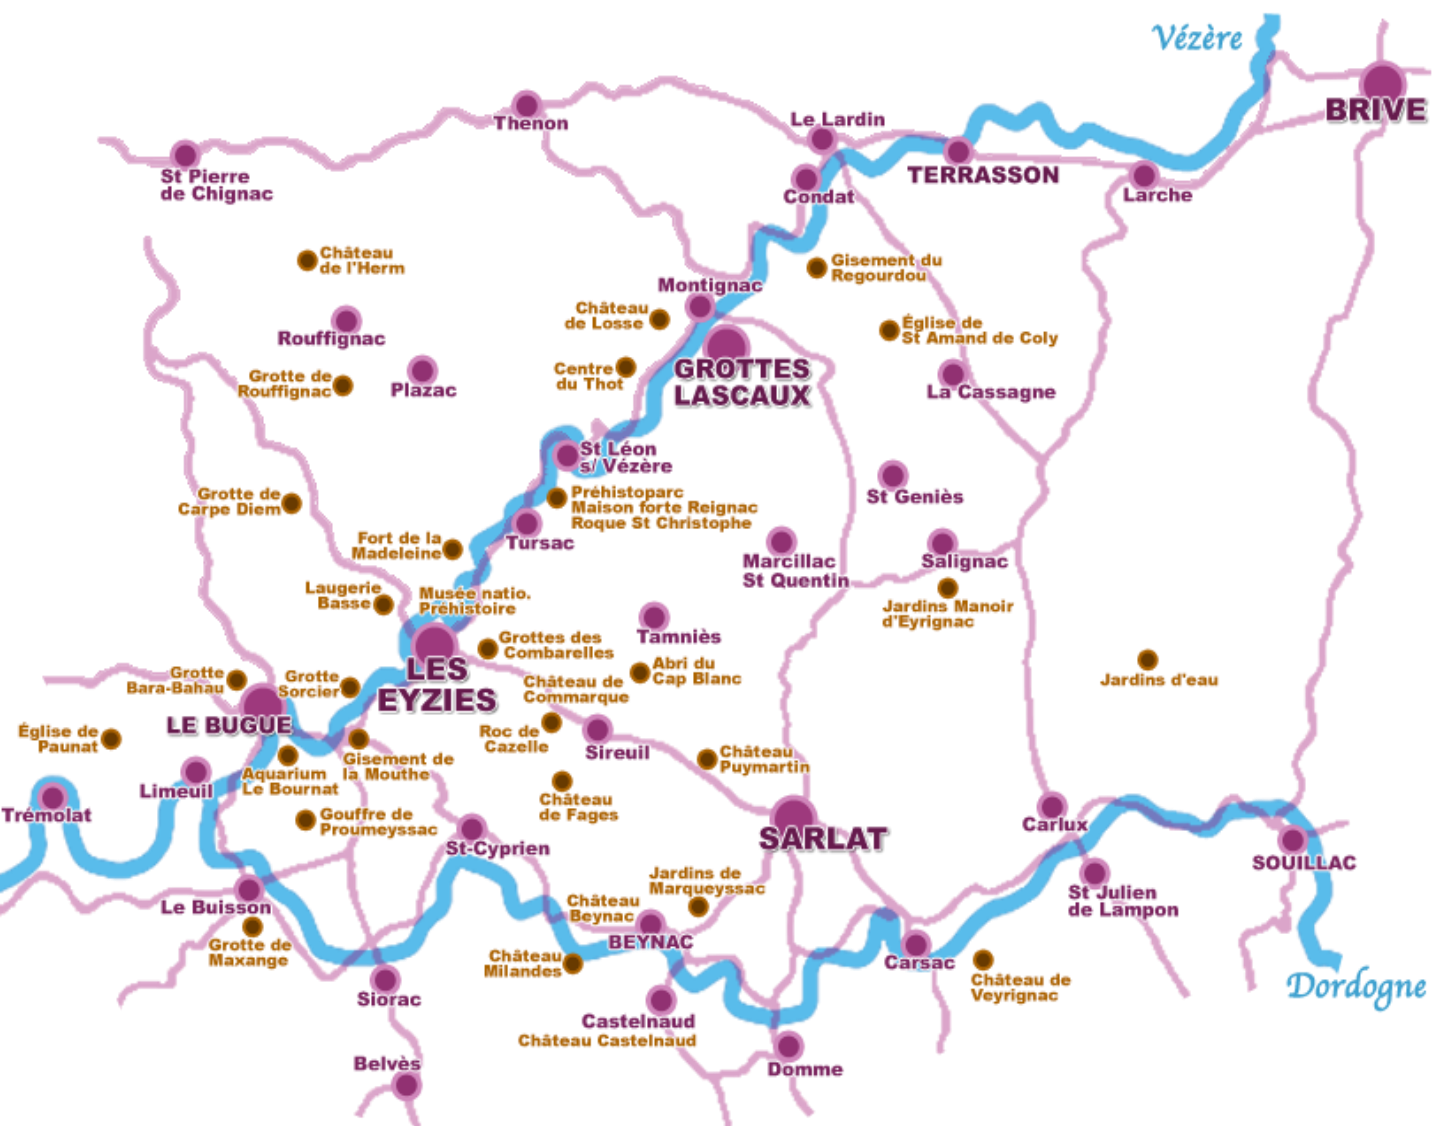 Vézère
BRIVE
Thenon
Le Lardin
St Pierre
de Chignac
TERRASSON
Condat
Larche
Château
de l'Herm
Gisement du
Regourdou
Montignac
Château
de Losse
Rouffignac
Église de
St Amand de Coly
Grotte de
Rouffignac
Plazac
Centre
du Thot
GROTTES
LASCAUX
La Cassagne
St Léon
s/ Vézère
Grotte de
Carpe Diem
Préhistoparc
Maison forte Reignac
Roque St Christophe
St Geniès
Fort de la
Madeleine
Tursac
Marcillac
St Quentin
Salignac
Laugerie
Basse
Musée natio.
Préhistoire
Jardins Manoir
d'Eyrignac
Tamniès
Grottes des
Combarelles
Grotte
Bara-Bahau
Grotte
Sorcier
LES
EYZIES
Abri du
Cap Blanc
Château de
Commarque
Jardins d'eau
LE BUGUE
Église de
Paunat
Roc de
Cazelle
Sireuil
Château
Puymartin
Gisement de
la Mouthe
Aquarium
Le Bournat
Limeuil
Trémolat
Château
de Fages
Gouffre de
Proumeyssac
St-Cyprien
SARLAT
Carlux
SOUILLAC
Jardins de
Marqueyssac
St Julien
de Lampon
Le Buisson
Château
Beynac
BEYNAC
Grotte de
Maxange
Château
Milandes
Carsac
Château de
Veyrignac
Dordogne
Siorac
Castelnaud
Château Castelnaud
Belvès
Domme